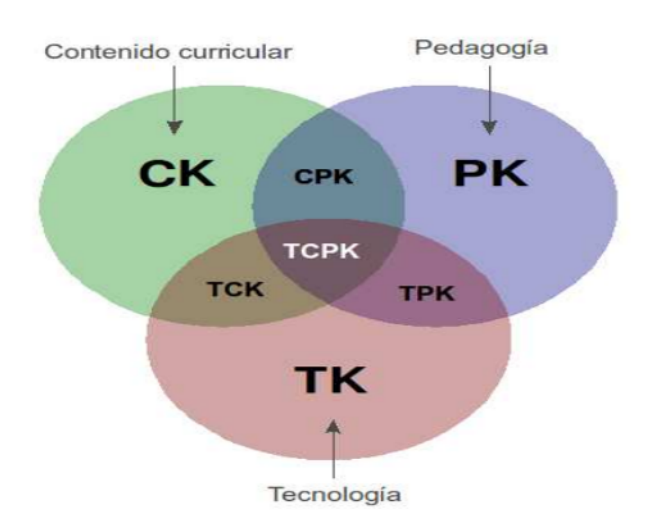 Contenido curricular
Pedagogía
CK
CPK
PK
TCPK
TCK
TPK
TK
Tecnología